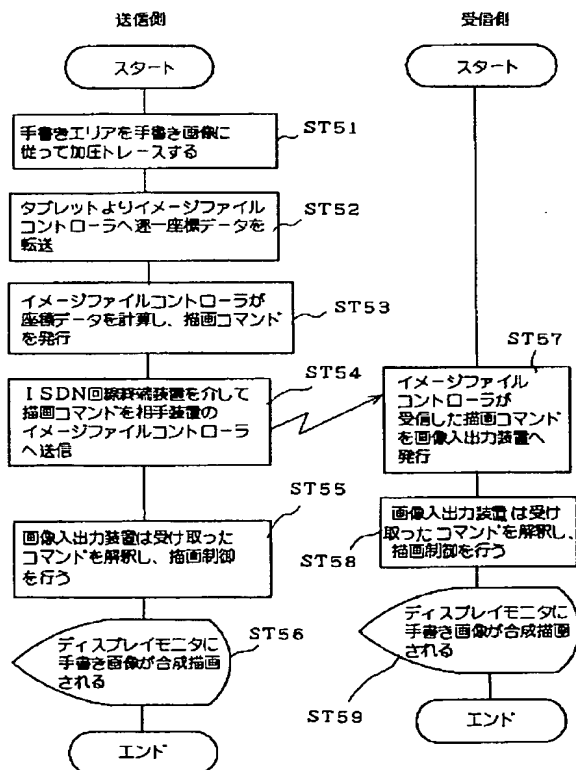 送信側
スタート
手書きエリアを手書き画像に
従って加圧トレースする
ST51
タブレットよりイメージファイル
コントローラへ逐一座標データを
転送
ST52
イメージファイルコントローラが
座標データを計算し、描画コマンド
を発行
ST53
ISDN回線終端装置を介して
描画コマンドを相手装置の
イメージファイルコントローラ
へ送信
ST54
画像入出力装置は受け取った
コマンドを解釈し、描画制御
を行う
ST55
ディスプレイモニタに
手書き画像が合成描画
される
ST56
エンド
受信側
スタート
ST57
イメージファイル
コントローラが
受信した描画コマンド
を画像入出力装置へ
発行
画像入出力装置は受け
取ったコマンドを解釈し、
描画制御を行う
ST58
ディスプレイモニタに
手書き画像が合成描画
される
ST59
エンド